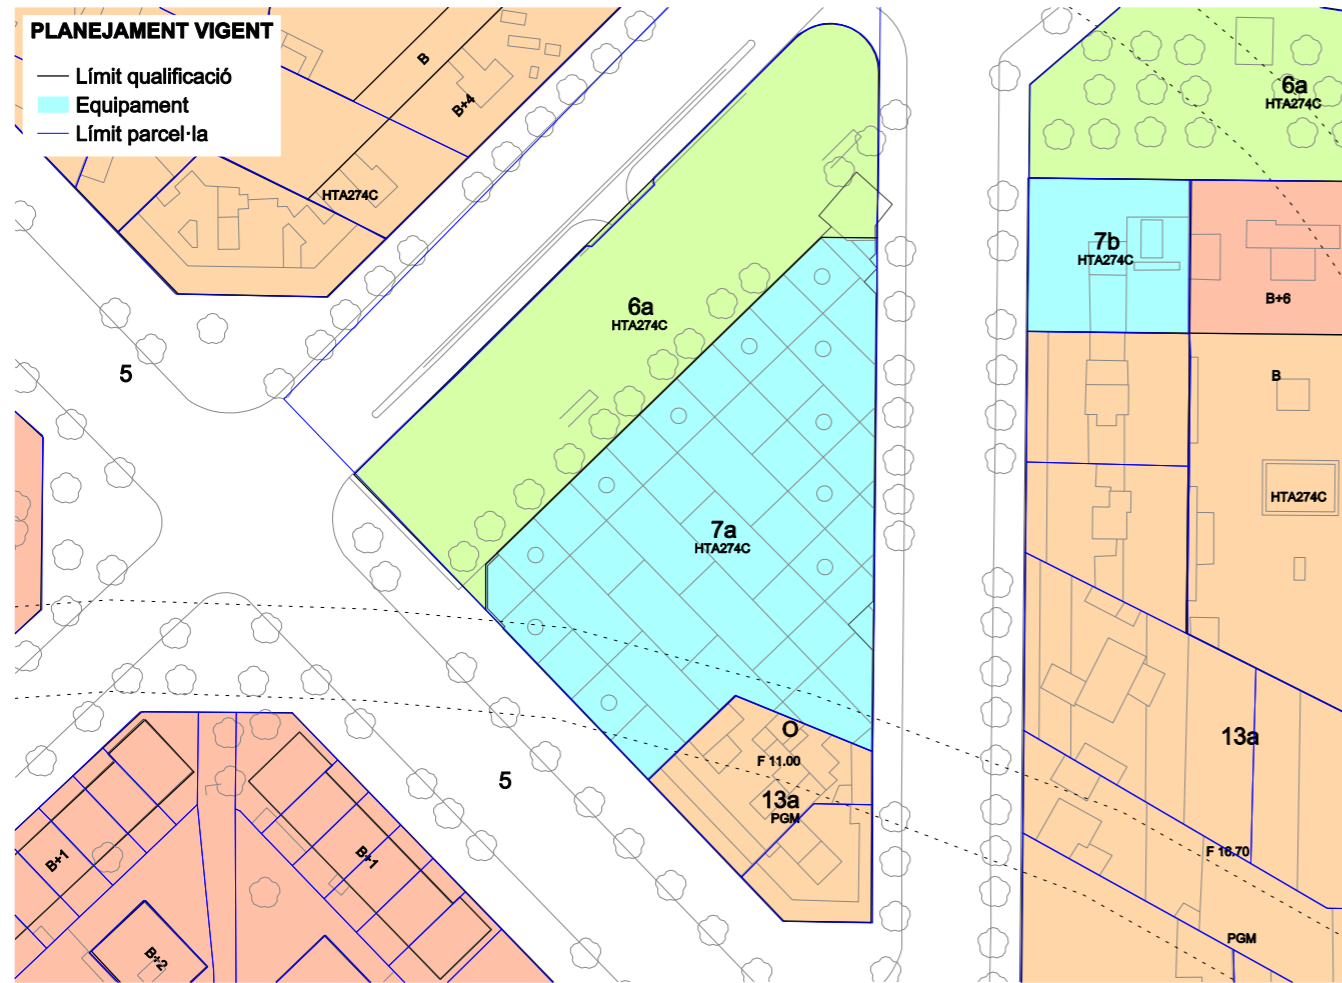 PLANEJAMENT VIGENT
Límit qualificació
Equipament
Límit parcel·la
B
B+4
HTA274C
6a
HTA274C
7b
HTA274C
B+6
6a
HTA274C
5
B
HTA274C
7a
HTA274C
O
F 11.00
13a
PGM
13a
5
F 16.70
B+1
B+1
PGM
B+2